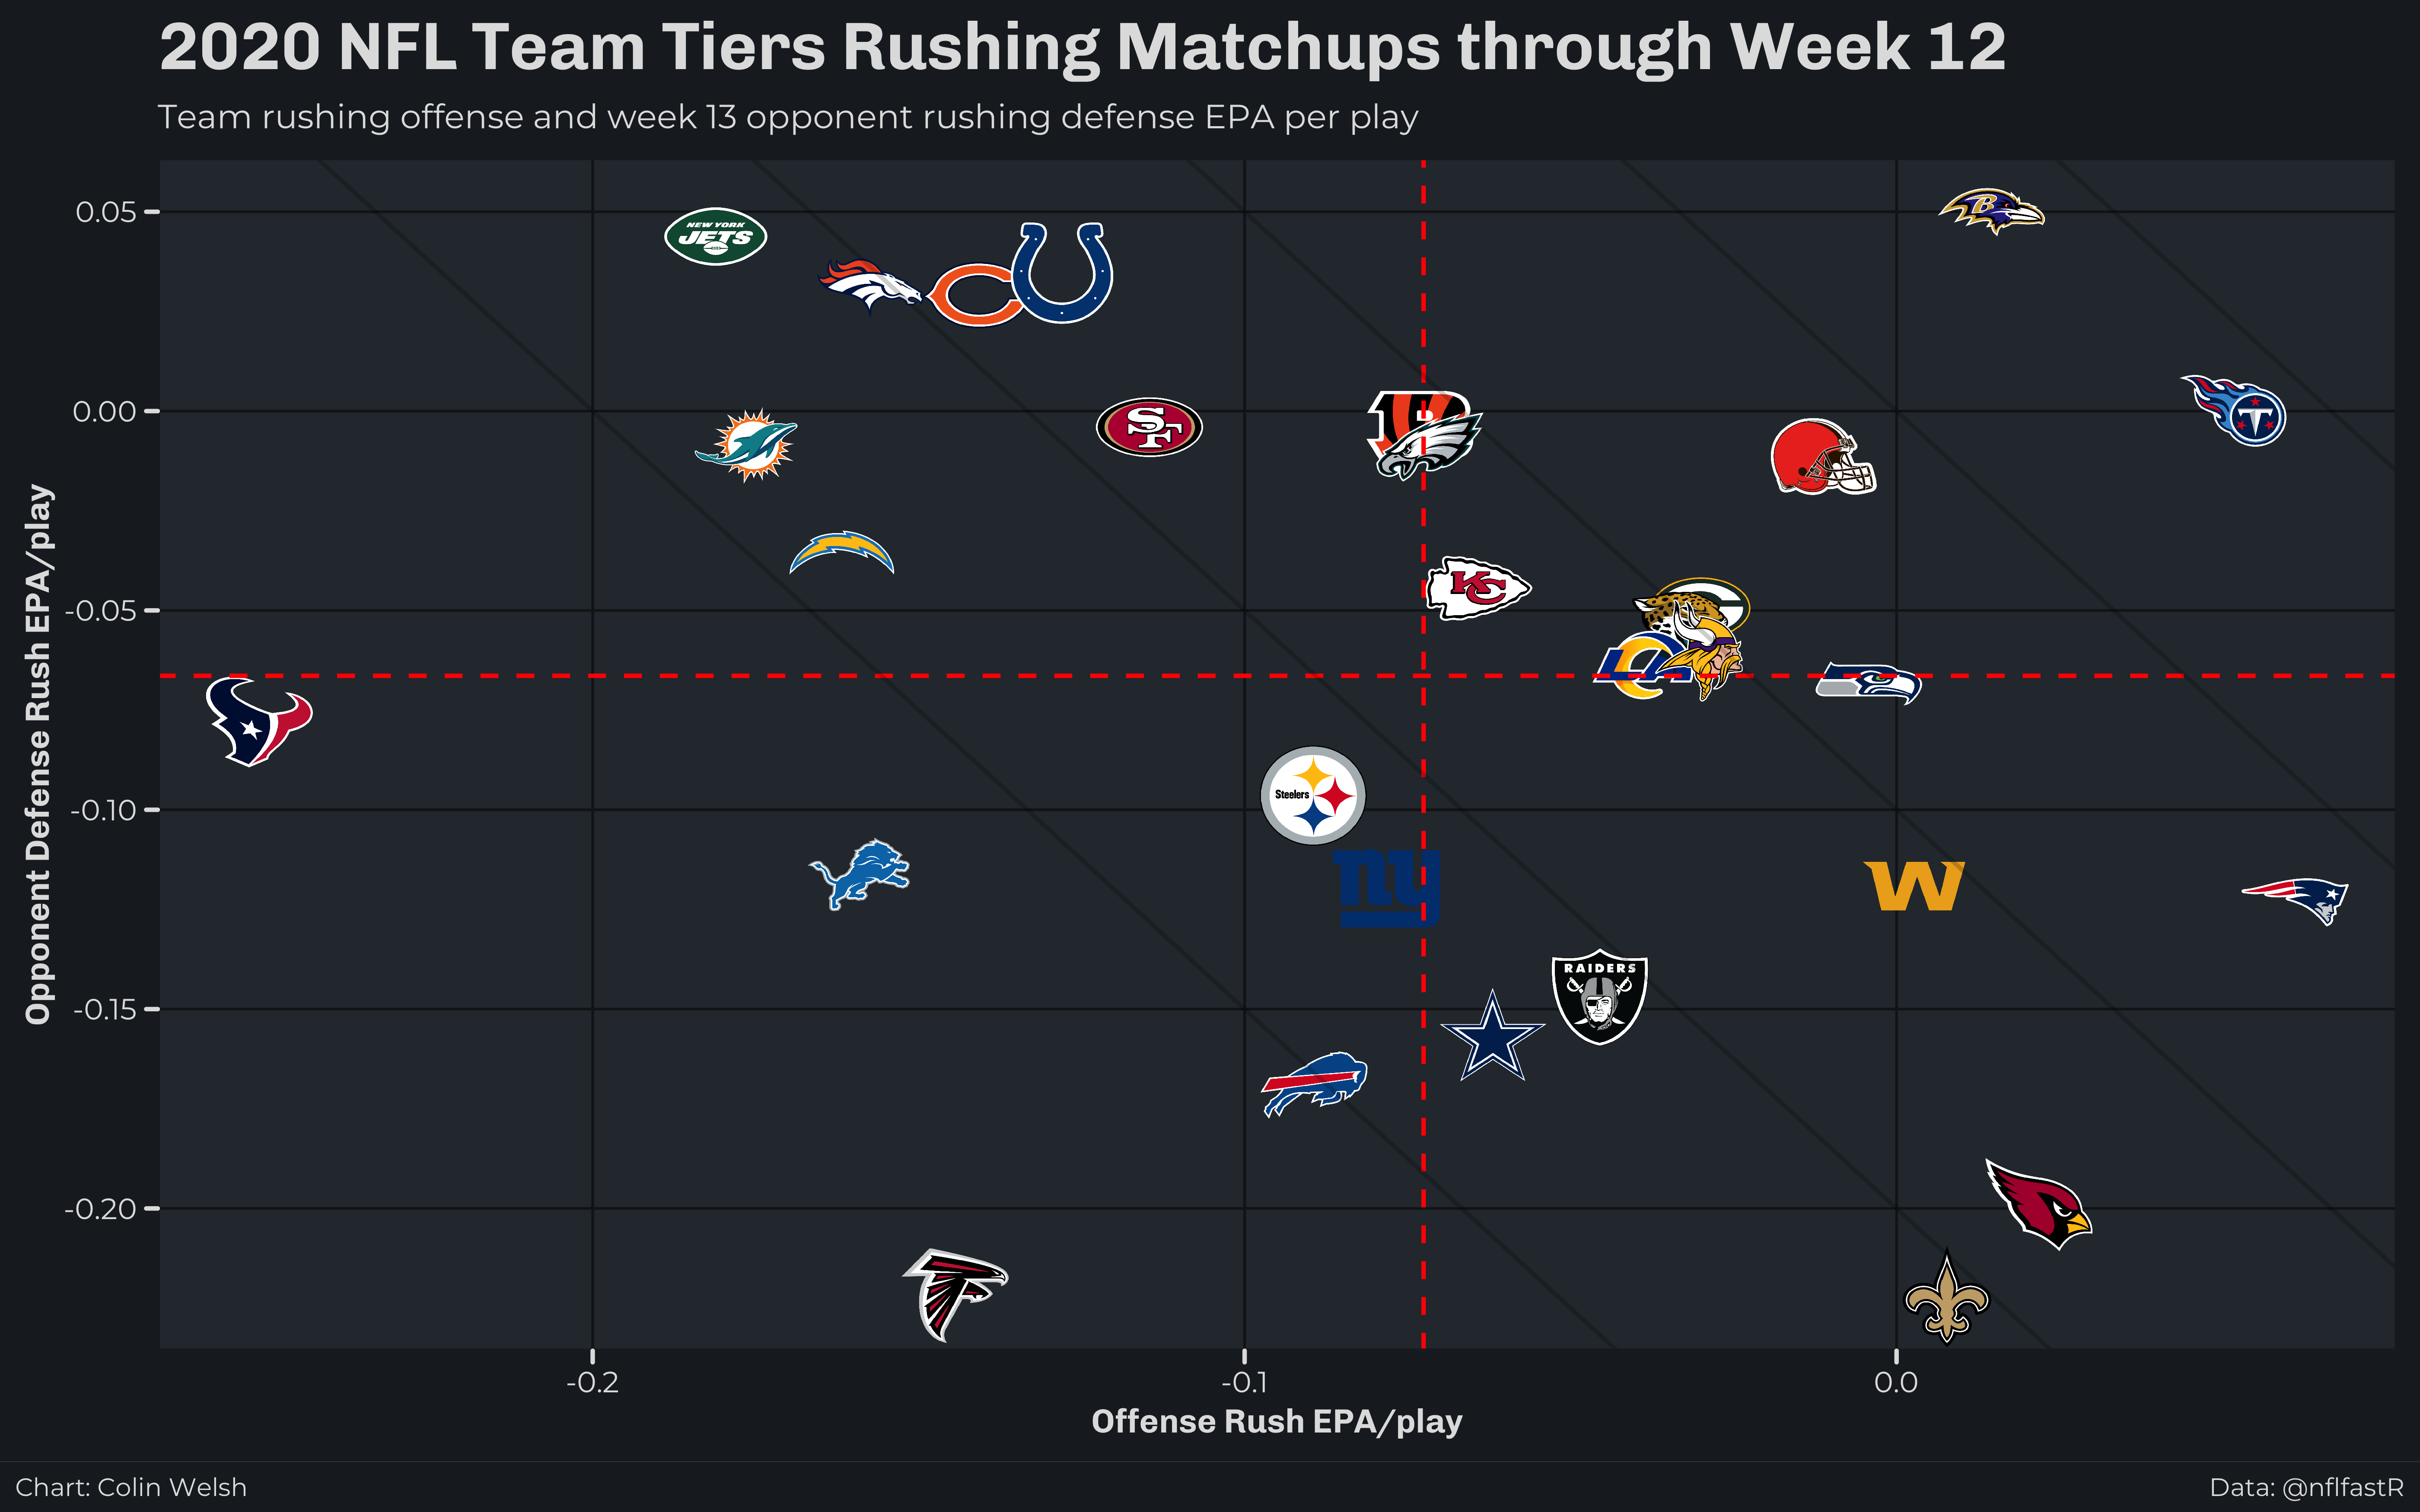 2020 NFL Team Tiers Rushing Matchups through Week 12
Team rushing offense and week 13 opponent rushing defense EPA per play
Opponent Defense Rush EPA/play
0.05
0.00
-0.05
-0.10
-0.15
-0.20
NEW YORK
JETS
B
SF
T
KC
Steelers
ny
W
RAIDERS
-0.2
-0.1
0.0
Offense Rush EPA/play
Chart: Colin Welsh
Data: @nflfastR